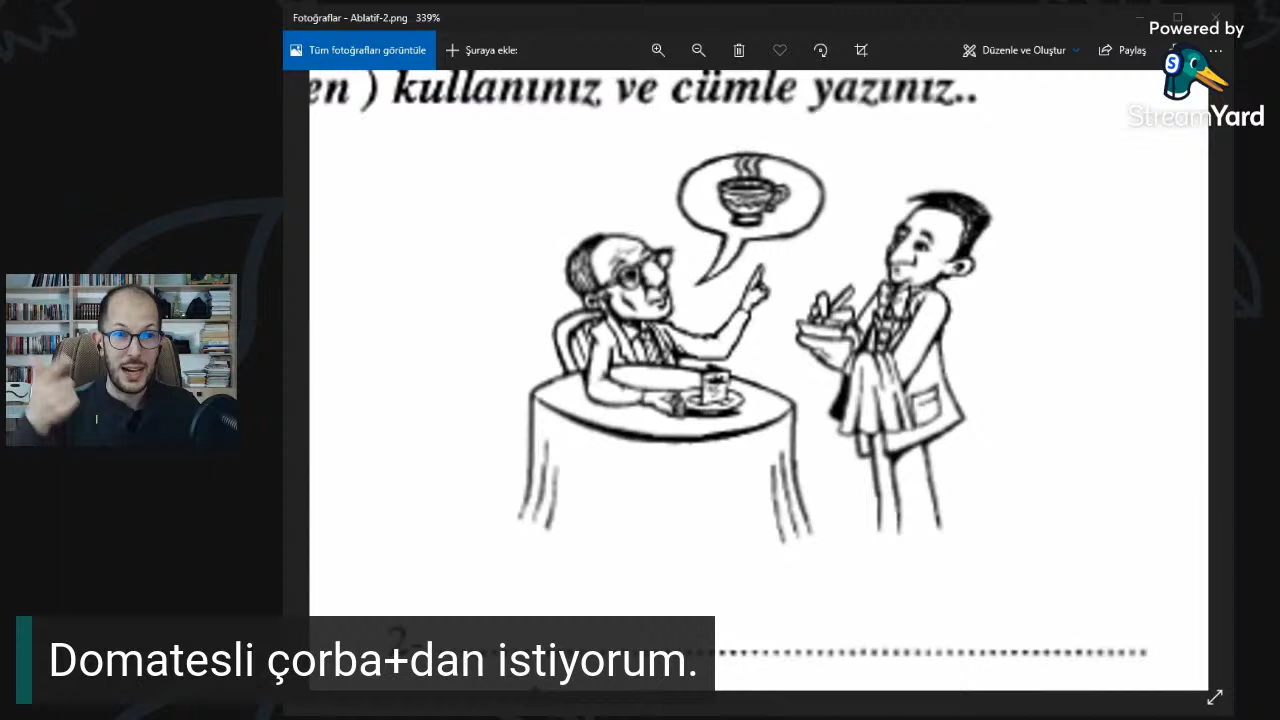 Fotoğraflar - Ablatif-2.png 339%
Powered by
Tüm fotoğrafları görüntüle
Şuraya ekle:
Düzenle ve Oluştur
Paylaş
S
StreamYard
en ) kullanınız ve cümle yazınız..
2-
Domatesli çorba+dan istiyorum.